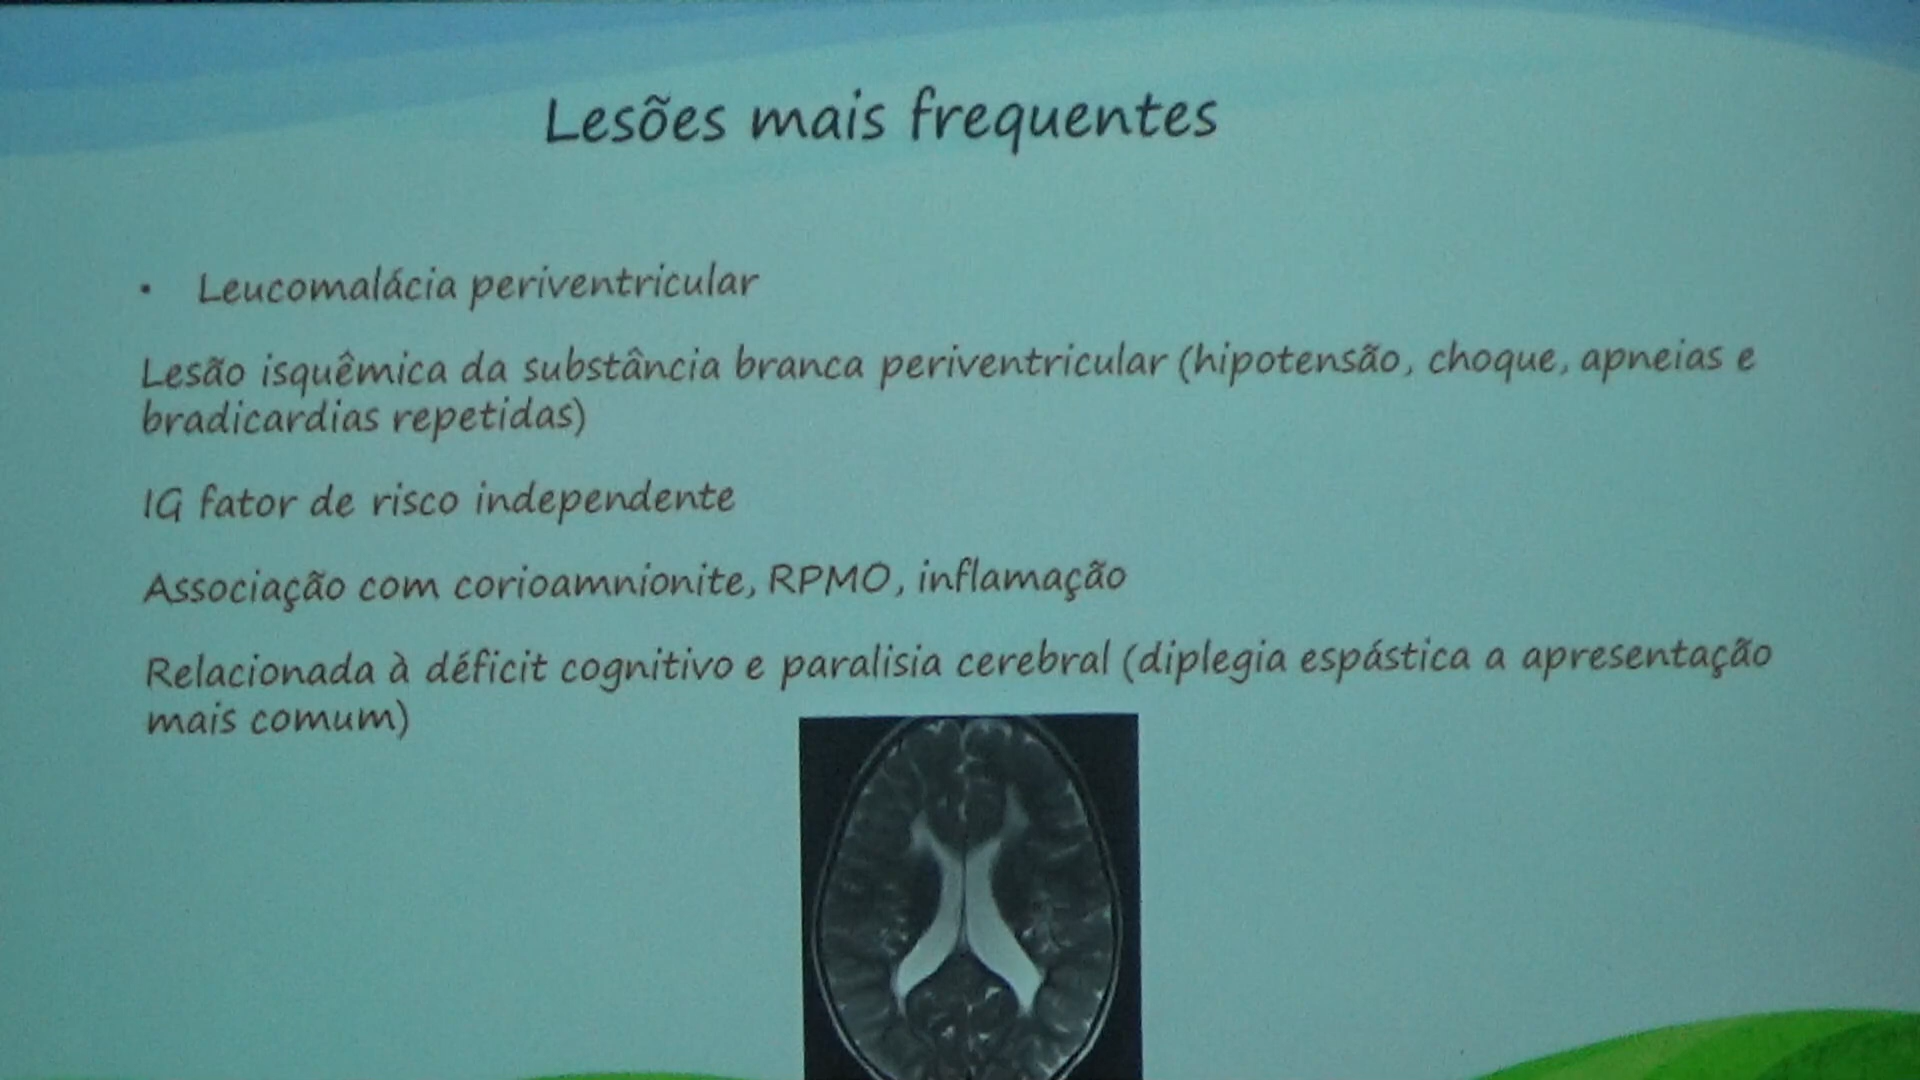 Lesões mais frequentes
• Leucomalácia periventricular
Lesão isquêmica da substância branca periventricular (hipotensão, choque, apneias e
bradicardias repetidas)
IG fator de risco independente
Associação com corioamnionite, RPMO, inflamação
Relacionada à déficit cognitivo e paralisia cerebral (diplegia espástica a apresentação
mais comum)